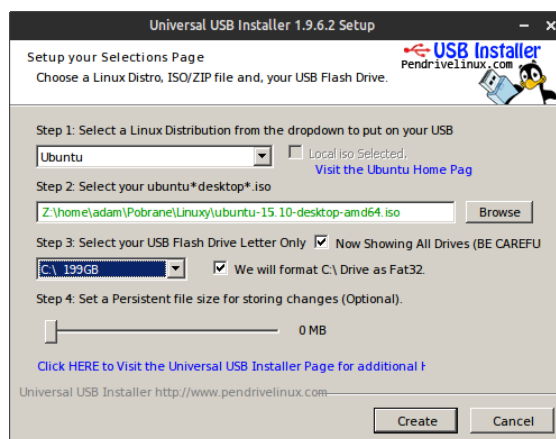 Universal USB Installer 1.9.6.2 Setup
Setup your Selections Page
Choose a Linux Distro, ISO/ZIP file and, your USB Flash Drive.
USB Installer
Pendrivelinux.com
Step 1: Select a Linux Distribution from the dropdown to put on your USB
Ubuntu
Local iso Selected.
Visit the Ubuntu Home Pag
Step 2: Select your ubuntu*desktop*.iso
Z:\home\adam\Pobrane\Linuxy\ubuntu-15.10-desktop-amd64.iso
Browse
Step 3: Select your USB Flash Drive Letter Only
Now Showing All Drives (BE CAREFU
C:\ 199GB
We will format C:\ Drive as Fat32.
Step 4: Set a Persistent file size for storing changes (Optional).
0 MB
Click HERE to Visit the Universal USB Installer Page for additional H
Universal USB Installer http://www.pendrivelinux.com
Create
Cancel